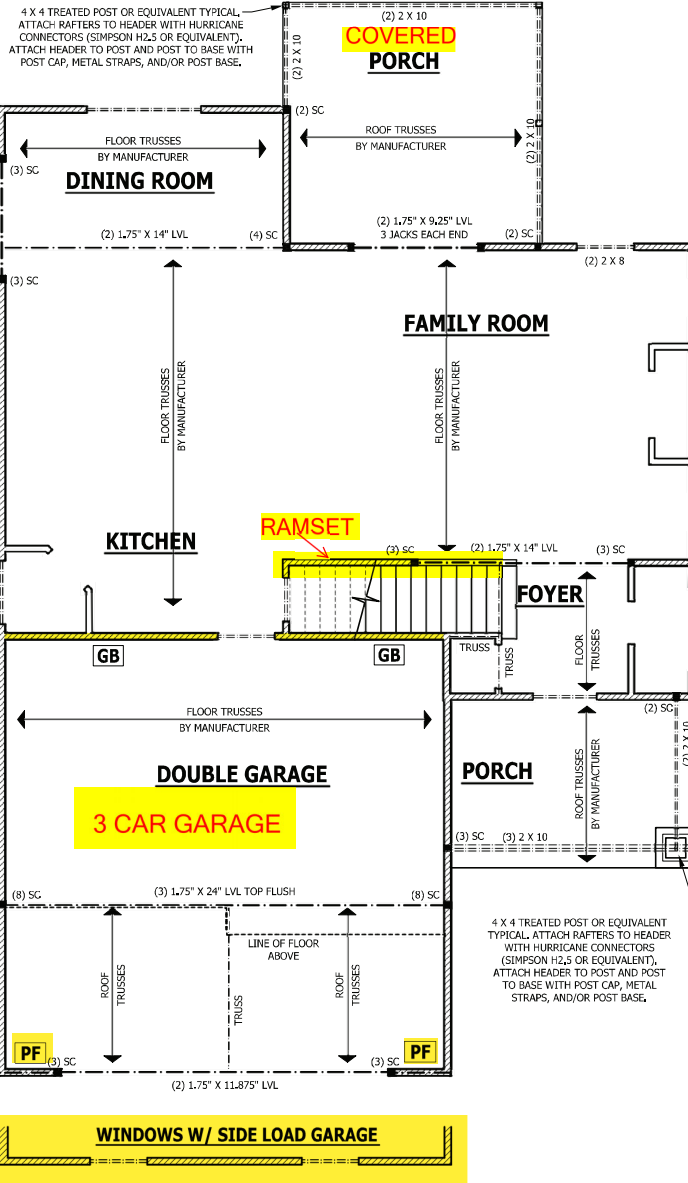 4 X 4 TREATED POST OR EQUIVALENT TYPICAL.
ATTACH RAFTERS TO HEADER WITH HURRICANE
CONNECTORS (SIMPSON H2.5 OR EQUIVALENT).
ATTACH HEADER TO POST AND POST TO BASE WITH
POST CAP, METAL STRAPS, AND/OR POST BASE.
(2) 2 X 10
(2) 2 X 10
COVERED
PORCH
(2) SC
FLOOR TRUSSES
BY MANUFACTURER
ROOF TRUSSES
BY MANUFACTURER
(2) 2 X 10
(3) SC
DINING ROOM
(2) 1.75" X 14" LVL
(4) SC
(2) 1.75" X 9.25" LVL
3 JACKS EACH END
(2) SC
(2) 2 X 8
(3) SC
FAMILY ROOM
FLOOR TRUSSES
BY MANUFACTURER
FLOOR TRUSSES
BY MANUFACTURER
RAMSET
KITCHEN
(3) SC
(2) 1.75" X 14" LVL
(3) SC
FOYER
GB
GB
TRUSS
TRUSS
FLOOR
TRUSSES
FLOOR TRUSSES
BY MANUFACTURER
(2) SC
(2) 2 X 10
ROOF TRUSSES
BY MANUFACTURER
DOUBLE GARAGE
PORCH
3 CAR GARAGE
(3) SC
(3) 2 X 10
(8) SC
(3) 1.75" X 24" LVL TOP FLUSH
(8) SC
LINE OF FLOOR
ABOVE
ROOF
TRUSSES
TRUSS
ROOF
TRUSSES
4 X 4 TREATED POST OR EQUIVALENT
TYPICAL. ATTACH RAFTERS TO HEADER
WITH HURRICANE CONNECTORS
(SIMPSON H2.5 OR EQUIVALENT).
ATTACH HEADER TO POST AND POST
TO BASE WITH POST CAP, METAL
STRAPS, AND/OR POST BASE.
PF
(3) SC
(3) SC
PF
(2) 1.75" X 11.875" LVL
WINDOWS W/ SIDE LOAD GARAGE